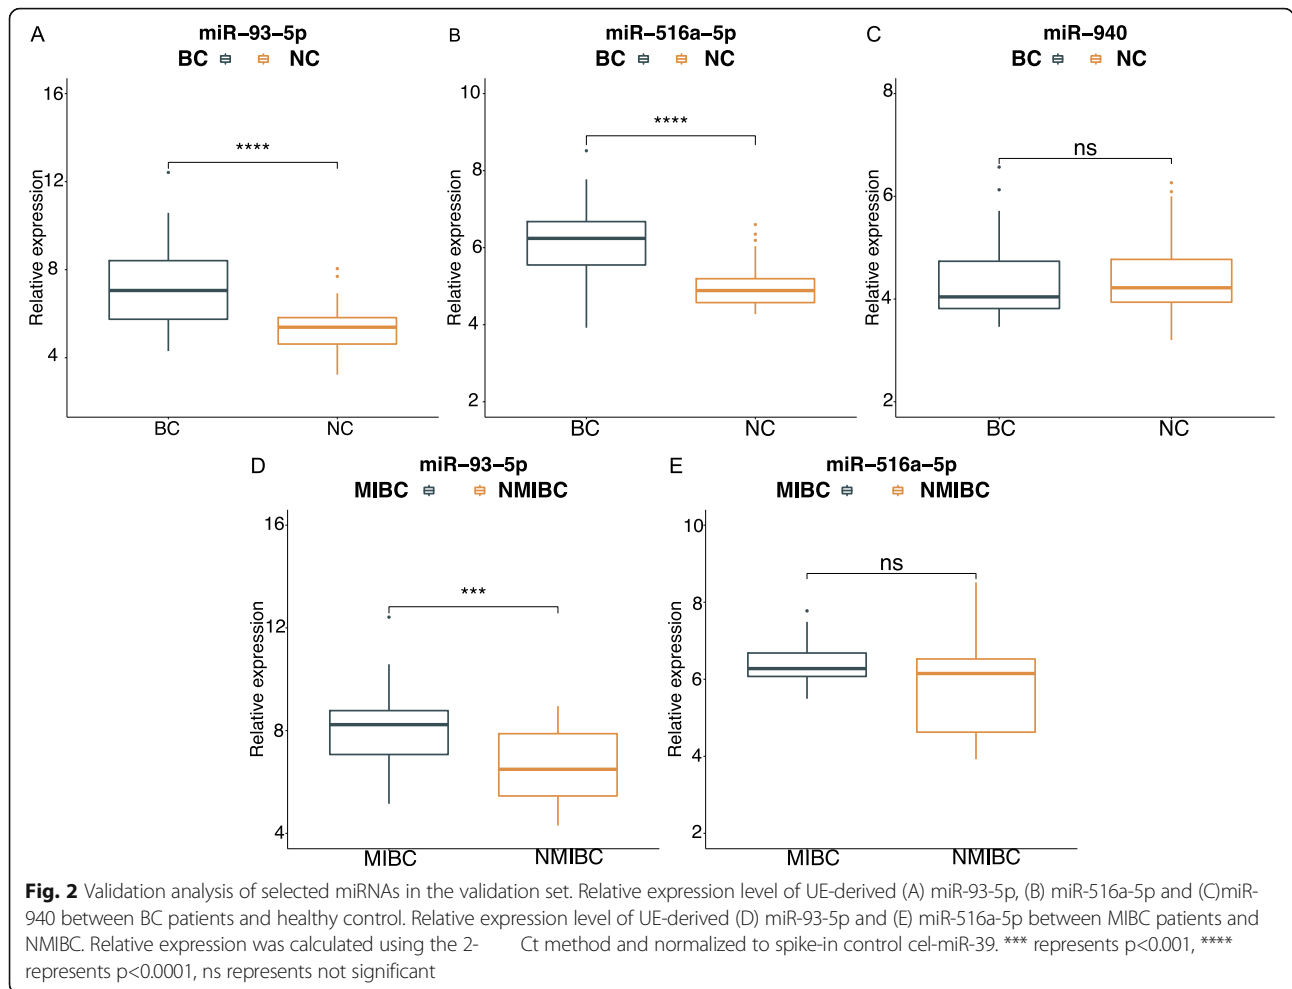 A
miR−93−5p
BC NC
16
12
8
4
Relative expression
****
BC NC
B
miR−516a−5p
BC NC
10
8
6
4
2
Relative expression
****
BC NC
C
miR−940
BC NC
8
6
4
2
Relative expression
ns
BC NC
D
miR−93−5p
MIBC NMIBC
16
12
8
4
Relative expression
***
MIBC NMIBC
E
miR−516a−5p
MIBC NMIBC
10
8
6
4
2
Relative expression
ns
MIBC NMIBC
Fig. 2 Validation analysis of selected miRNAs in the validation set. Relative expression level of UE-derived (A) miR-93-5p, (B) miR-516a-5p and (C)miR-
940 between BC patients and healthy control. Relative expression level of UE-derived (D) miR-93-5p and (E) miR-516a-5p between MIBC patients and
NMIBC. Relative expression was calculated using the 2- Ct method and normalized to spike-in control cel-miR-39. *** represents p<0.001, ****
represents p<0.0001, ns represents not significant